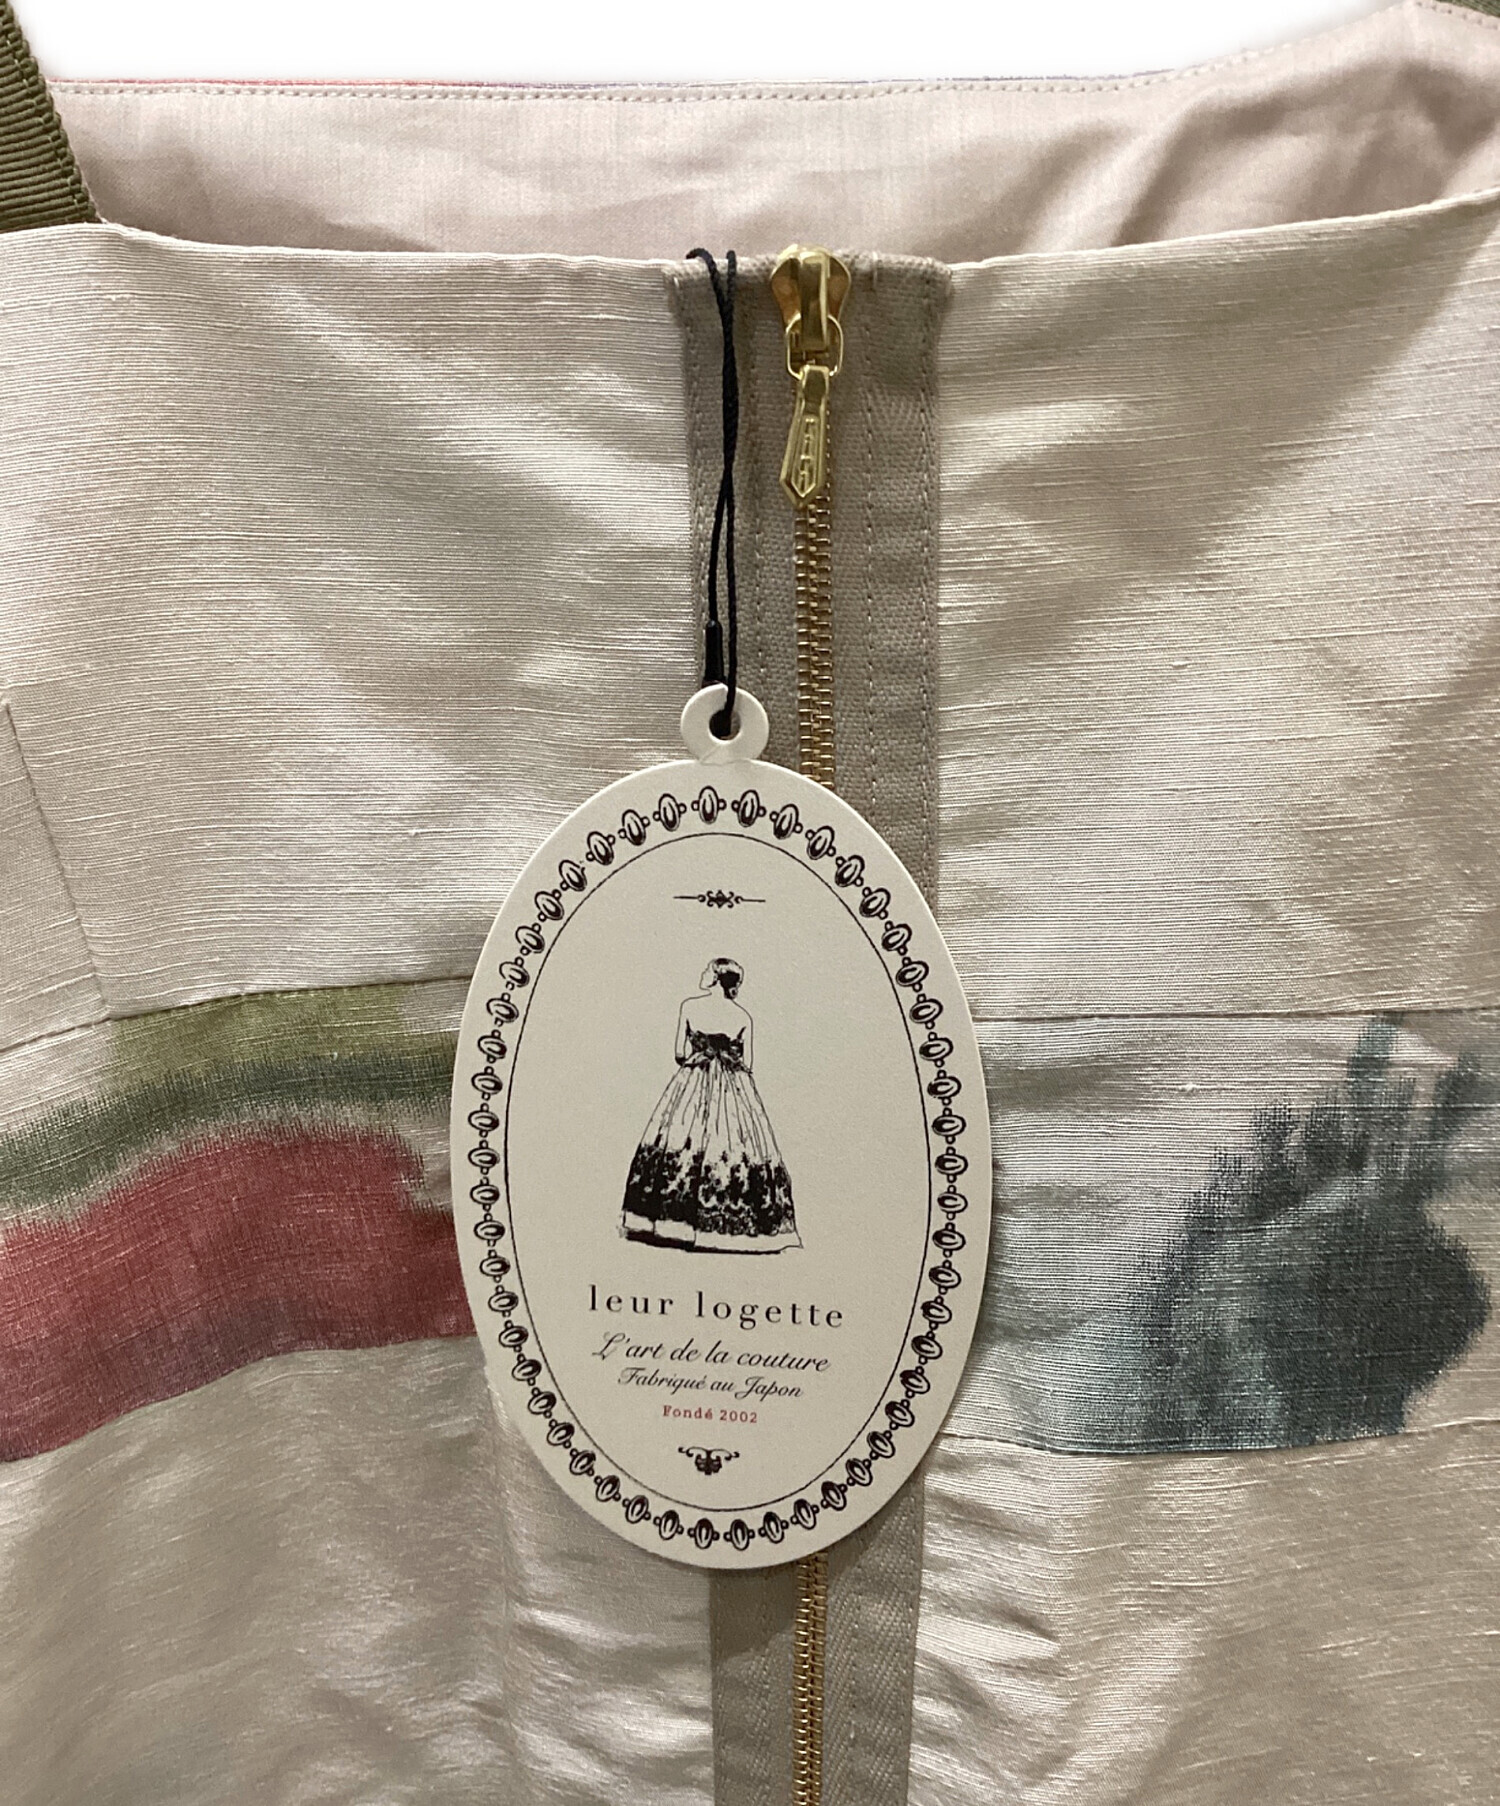 leur logette
L'art de la couture
Fabriqué au Japon
Fondé 2002